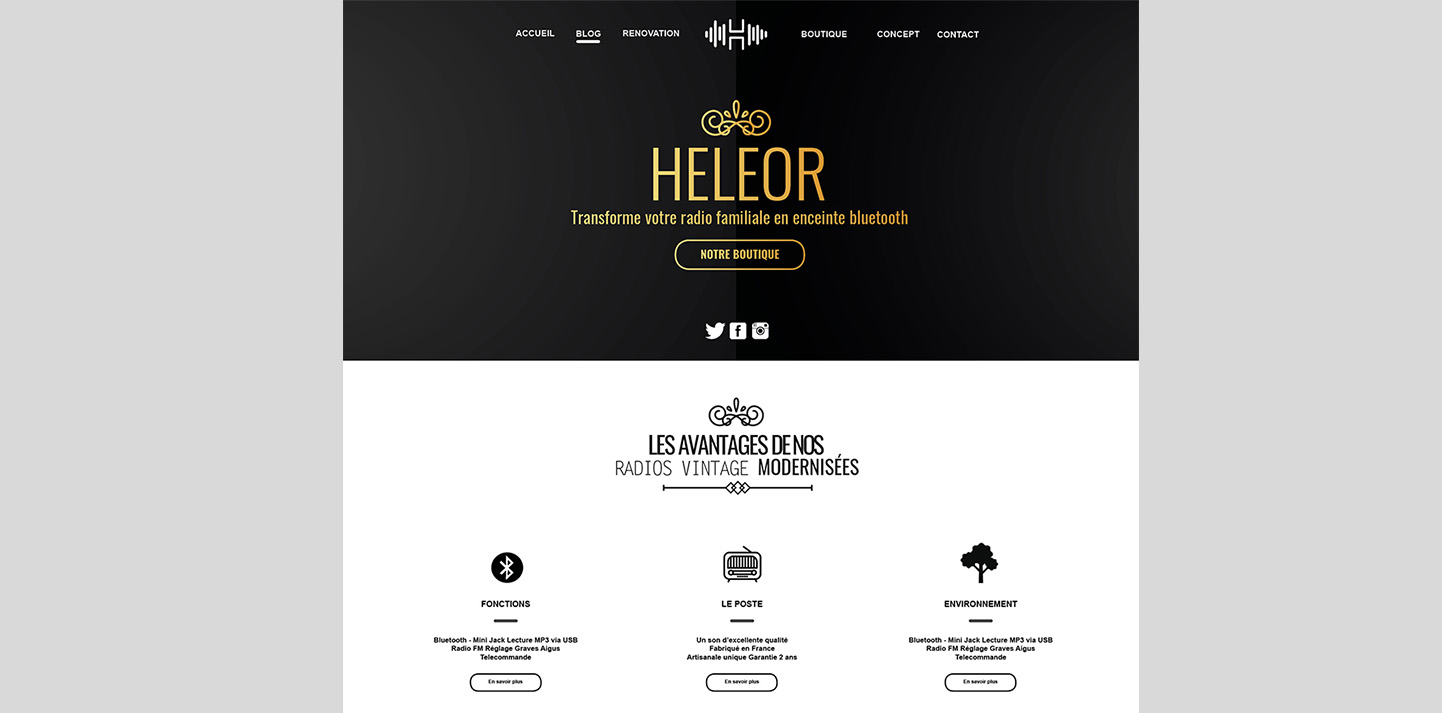 ACCUEIL BLOG RENOVATION H BOUTIQUE CONCEPT CONTACT
HELEOR
Transforme votre radio familiale en enceinte bluetooth
NOTRE BOUTIQUE
LES AVANTAGES DE NOS
RADIOS VINTAGE MODERNISÉES
FONCTIONS
Bluetooth - Mini Jack Lecture MP3 via USB
Radio FM Réglage Graves Aigus
Telecommande
En savoir plus
LE POSTE
Un son d'excellente qualité
Fabriqué en France
Artisanale unique Garantie 2 ans
En savoir plus
ENVIRONNEMENT
Bluetooth - Mini Jack Lecture MP3 via USB
Radio FM Réglage Graves Aigus
Telecommande
En savoir plus